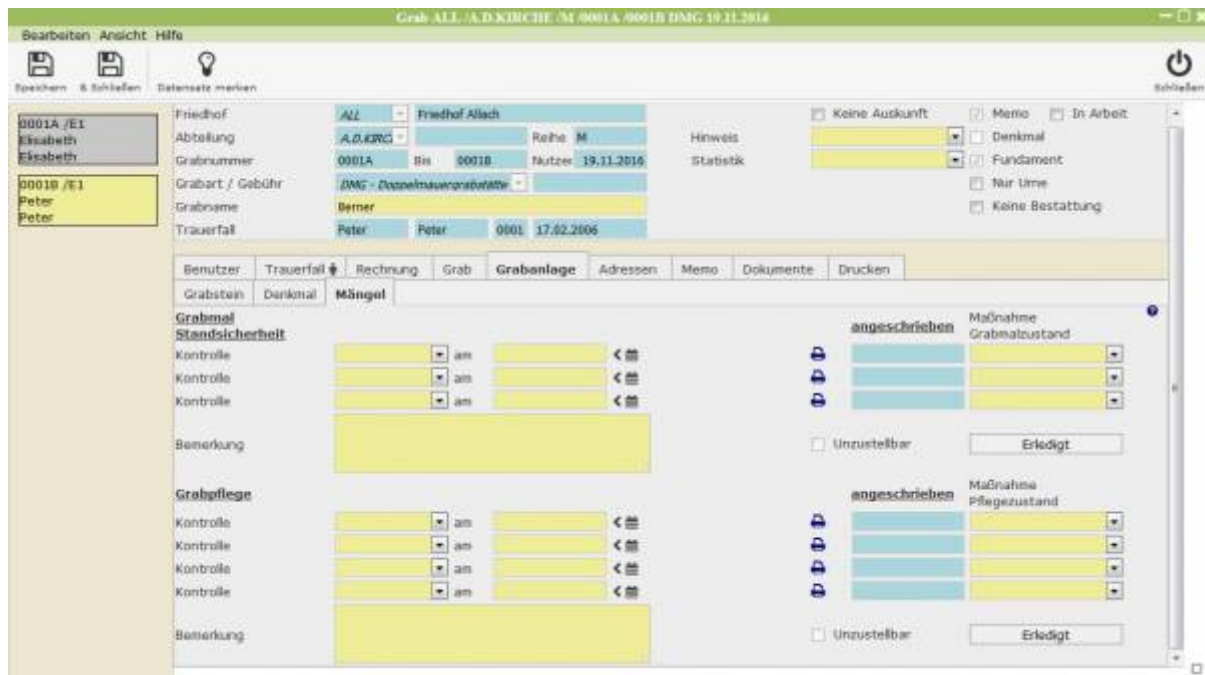 Grab ALL /A.D.KIRCHE /M /0001A /0001B DMG 19.11.2016
Bearbeiten Ansicht Hilfe
Speichern & Schließen Datensatz merken Schließen
0001A /E1
Elisabeth
Elisabeth
0001B /E1
Peter
Peter
Friedhof ALL Friedhof Allach Keine Auskunft Memo In Arbeit
Abteilung A.D.KIRC Reihe M Hinweis Denkmal
Grabnummer 0001A Bis 0001B Nutzer 19.11.2016 Statistik Fundament
Grabart / Gebühr DMG - Doppelmauergrabstätte Nur Urne
Grabname Berner Keine Bestattung
Trauerfall Peter Peter 0001 17.02.2006
Benutzer Trauerfall Rechnung Grab Grabanlage Adressen Memo Dokumente Drucken
Grabstein Denkmal Mängel
Grabmal
Standsicherheit angeschrieben Maßnahme
Grabmalzustand
Kontrolle am
Kontrolle am
Kontrolle am
Bemerkung Unzustellbar Erledigt
Grabpflege angeschrieben Maßnahme
Pflegezustand
Kontrolle am
Kontrolle am
Kontrolle am
Kontrolle am
Bemerkung Unzustellbar Erledigt